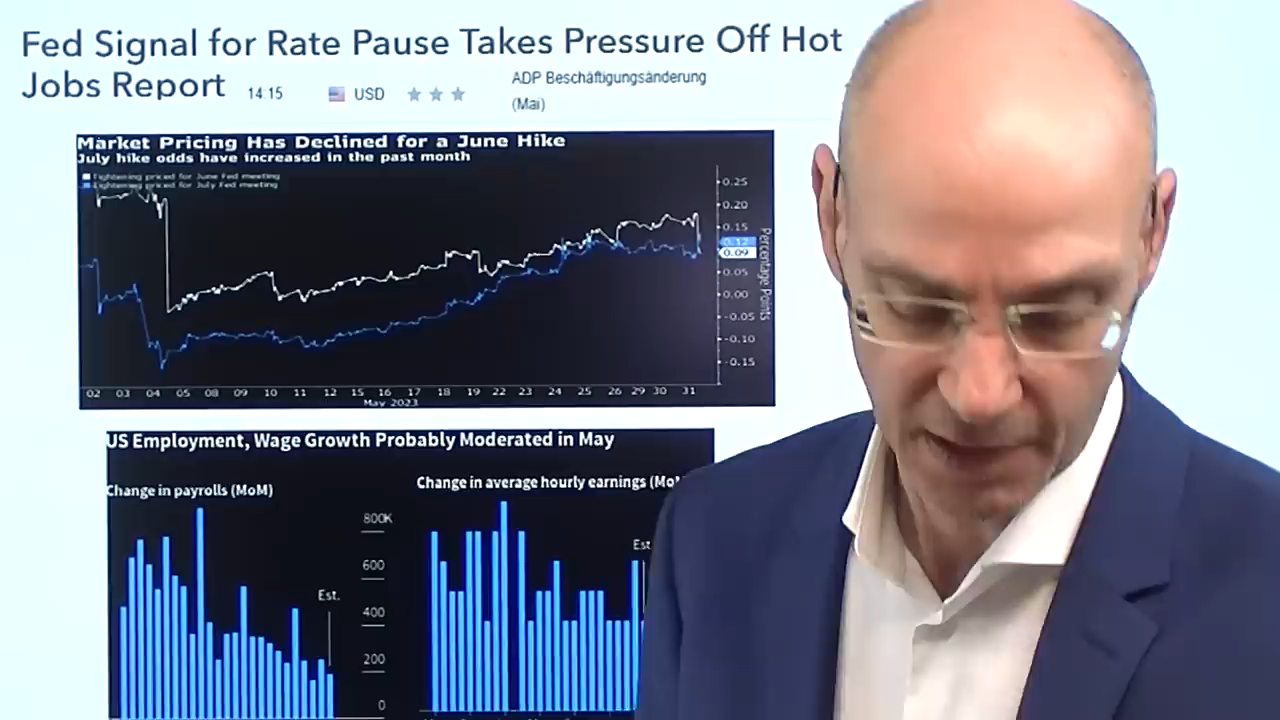 Fed Signal for Rate Pause Takes Pressure Off Hot
Jobs Report
14:15
USD
ADP Beschäftigungsänderung
(Mai)
Market Pricing Has Declined for a June Hike
July hike odds have increased in the past month
Tightening priced for June Fed meeting
Tightening priced for July Fed meeting
0.25
0.20
0.15
0.12
0.09
0.05
0.00
-0.05
-0.10
-0.15
Percentage Points
02 03 04 05 08 09 10 11 12 15 16 17 18 19 22 23 24 25 26 29 30 31
May 2023
US Employment, Wage Growth Probably Moderated in May
Change in payrolls (MoM)
800K
600
400
200
0
Est.
Change in average hourly earnings (Mo
Est